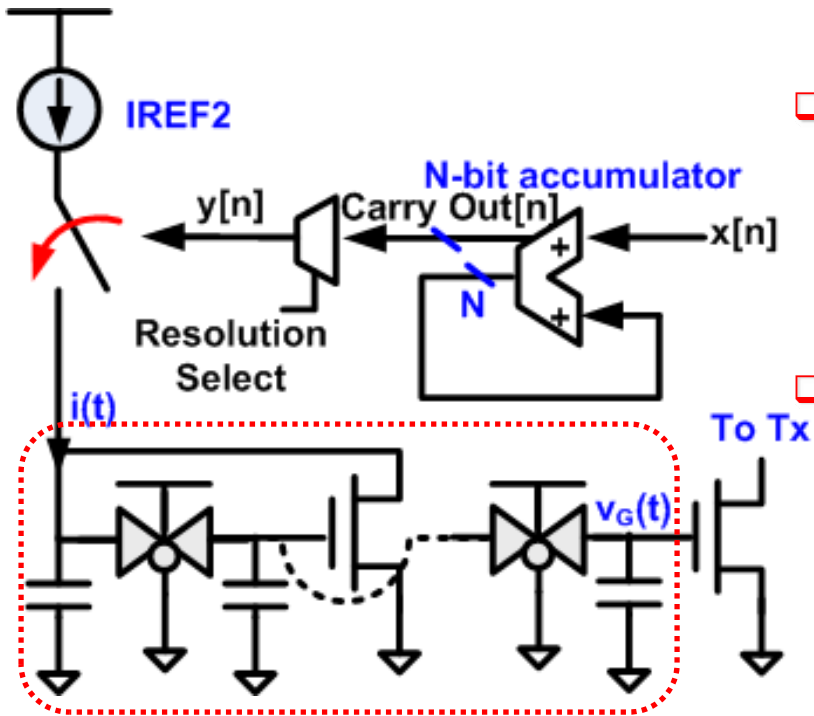 IREF2
N-bit accumulator
y[n]
Carry Out[n]
x[n]
+
+
N
Resolution
Select
i(t)
To Tx
vG(t)